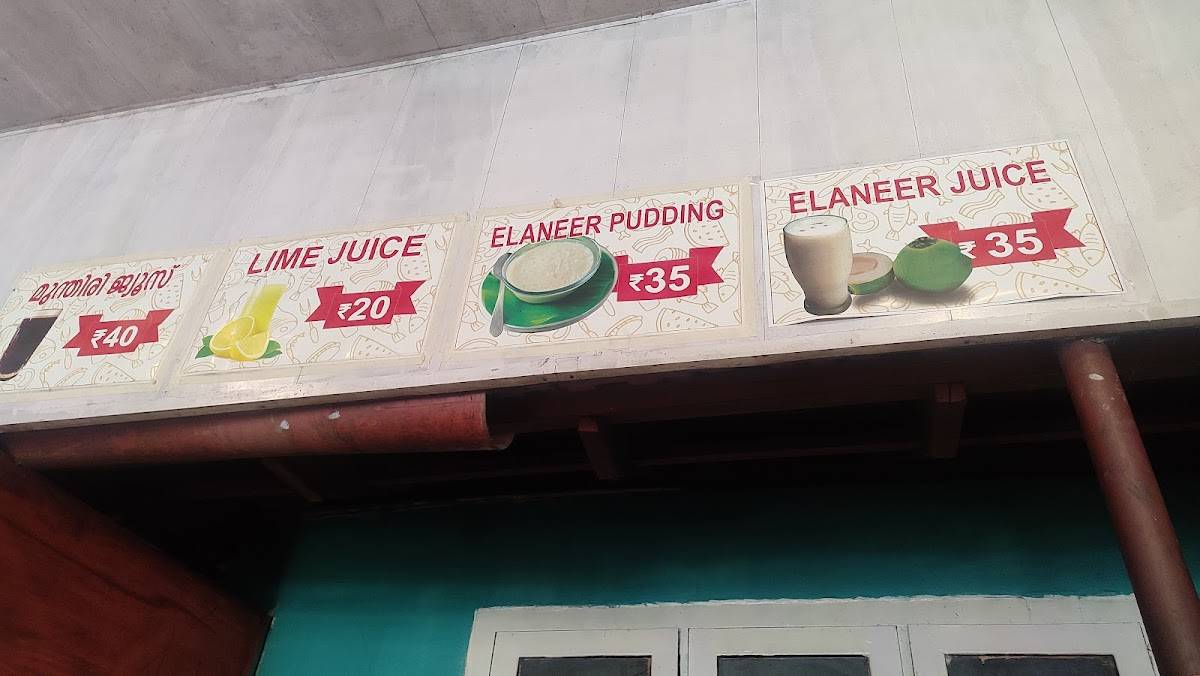 മുന്തിരി ജ്യൂസ്
₹40
LIME JUICE
₹20
ELANEER PUDDING
₹35
ELANEER JUICE
₹35